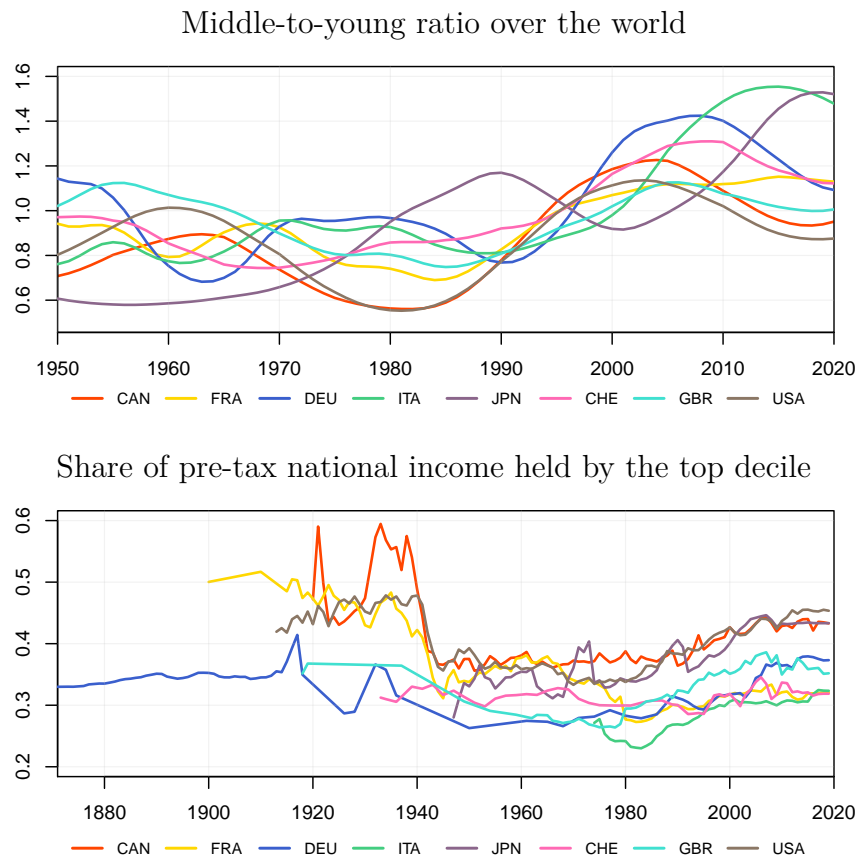 Middle-to-young ratio over the world
1.6
1.4
1.2
1.0
0.8
0.6
1950 1960 1970 1980 1990 2000 2010 2020
CAN FRA DEU ITA JPN CHE GBR USA
Share of pre-tax national income held by the top decile
0.6
0.5
0.4
0.3
0.2
1880 1900 1920 1940 1960 1980 2000 2020
CAN FRA DEU ITA JPN CHE GBR USA